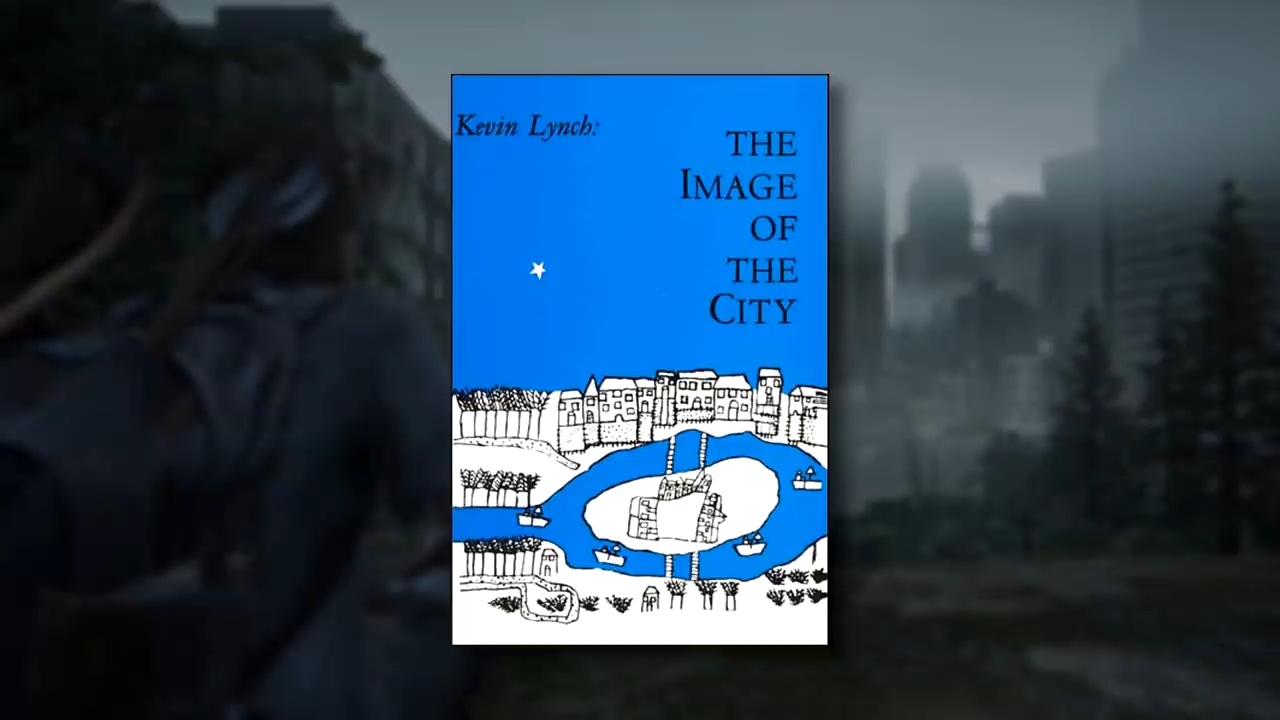 Kevin Lynch:
THE
IMAGE
OF
THE
CITY